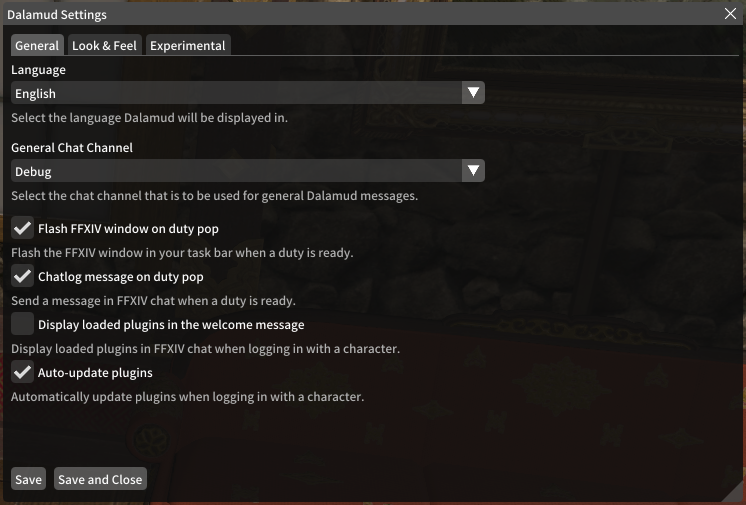 Dalamud Settings
General Look & Feel Experimental
Language
English
Select the language Dalamud will be displayed in.
General Chat Channel
Debug
Select the chat channel that is to be used for general Dalamud messages.
Flash FFXIV window on duty pop
Flash the FFXIV window in your task bar when a duty is ready.
Chatlog message on duty pop
Send a message in FFXIV chat when a duty is ready.
Display loaded plugins in the welcome message
Display loaded plugins in FFXIV chat when logging in with a character.
Auto-update plugins
Automatically update plugins when logging in with a character.
Save Save and Close